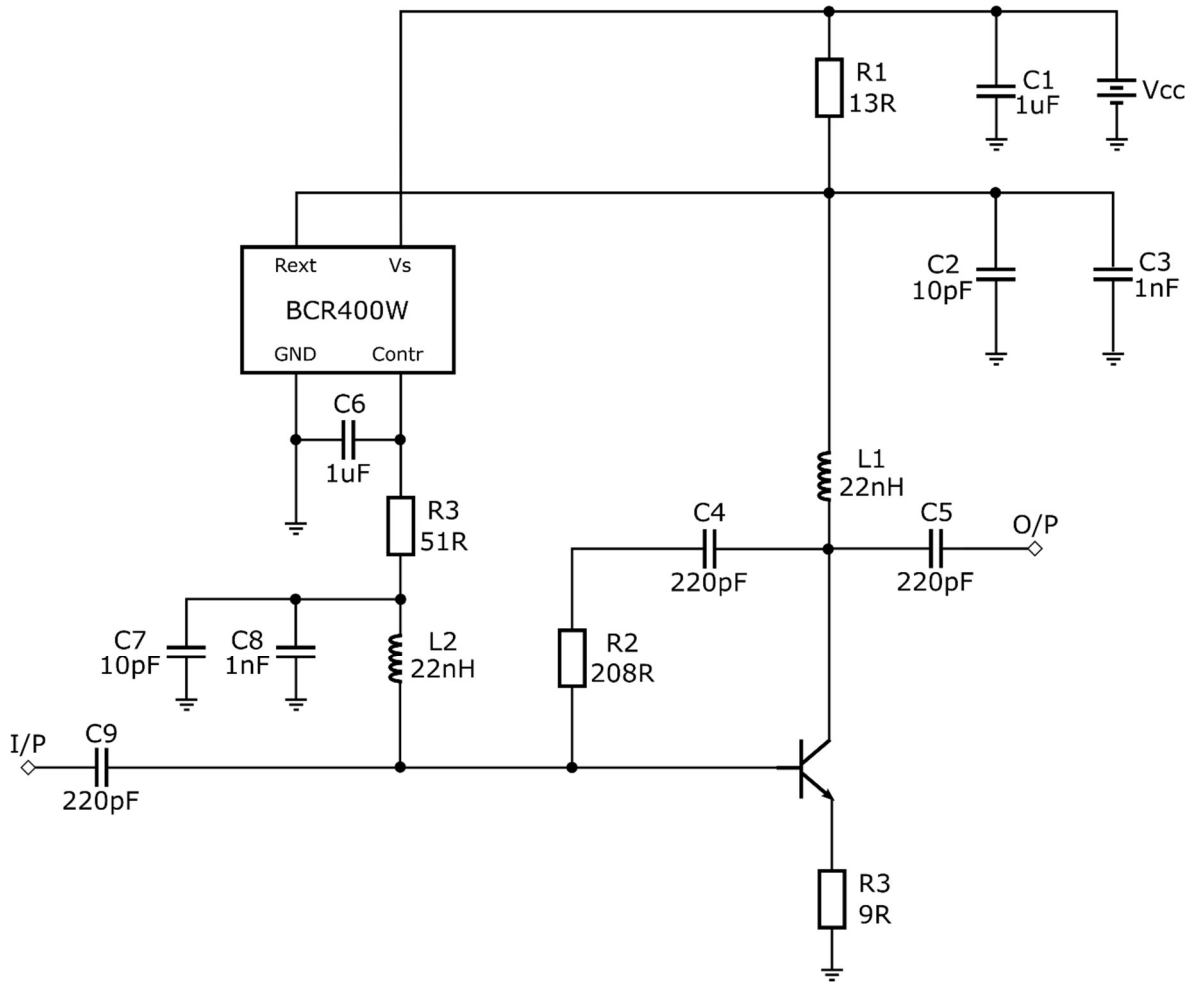 R1
13R
C1
1uF
Vcc
Rext
Vs
BCR400W
GND
Contr
C2
10pF
C3
1nF
C6
1uF
R3
51R
L1
22nH
C4
220pF
C5
220pF
O/P
C7
10pF
C8
1nF
L2
22nH
R2
208R
I/P
C9
220pF
R3
9R